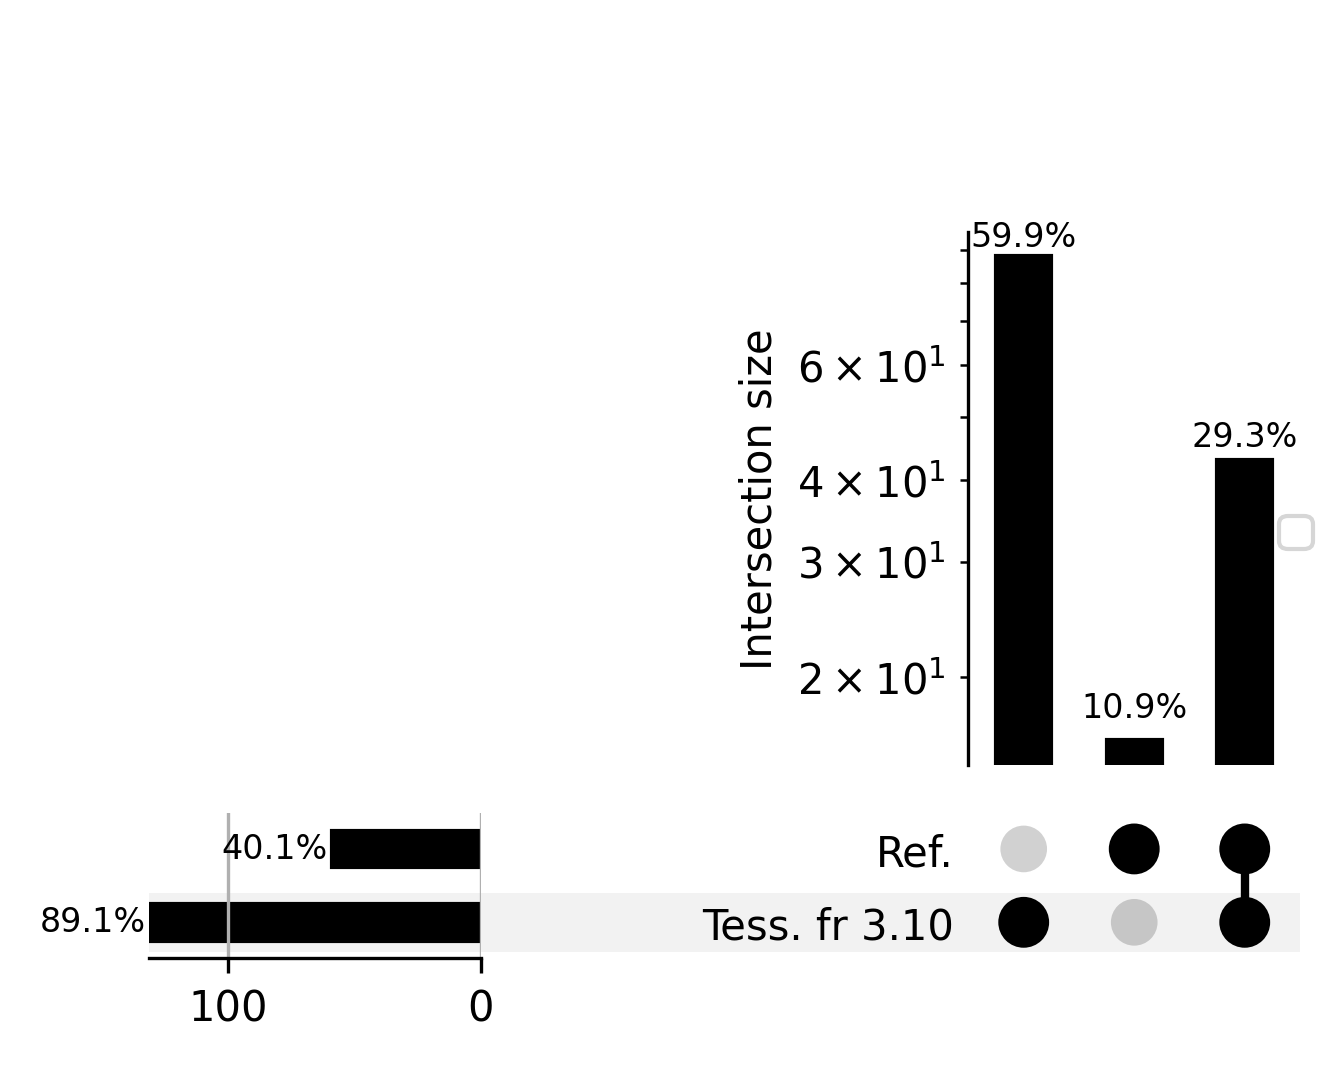 59.9%
6 × 10¹
29.3%
4 × 10¹
Intersection size
3 × 10¹
2 × 10¹
10.9%
40.1%
Ref.
89.1%
Tess. fr 3.10
100
0